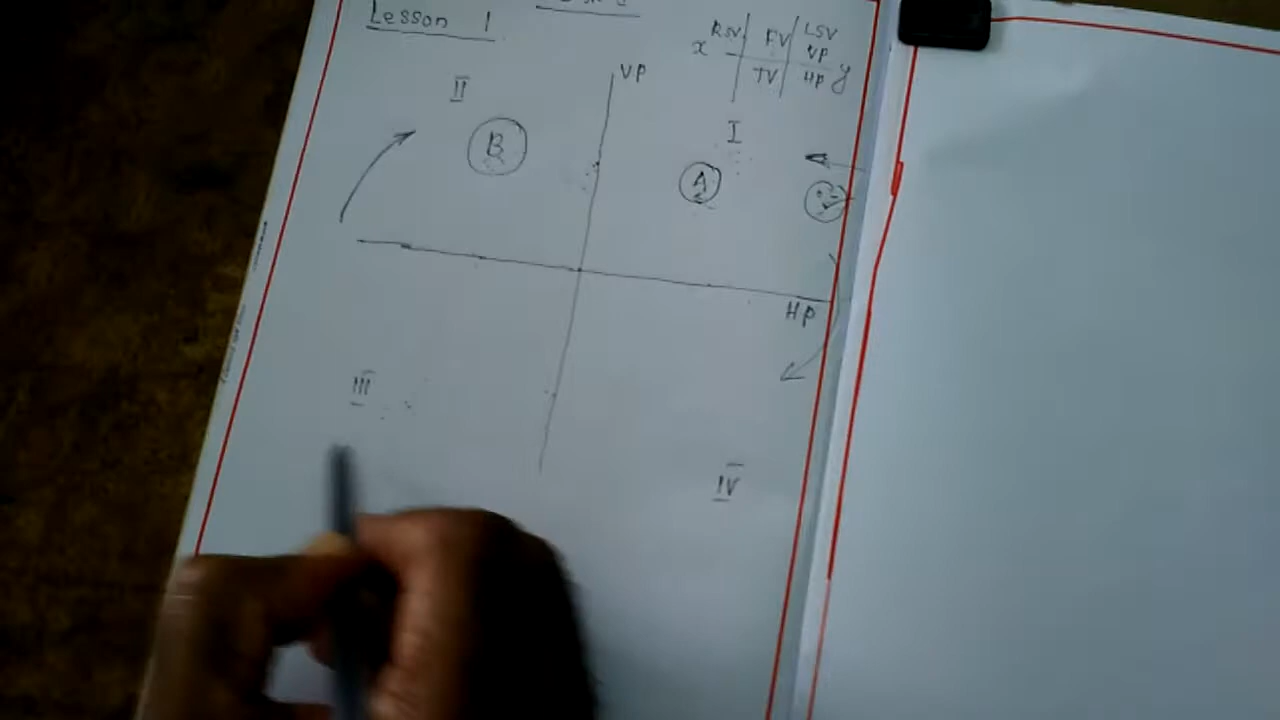 Lesson 1
RSV FV LSV
x VP
TV HP y
VP
II
I
B
A
HP
III
IV